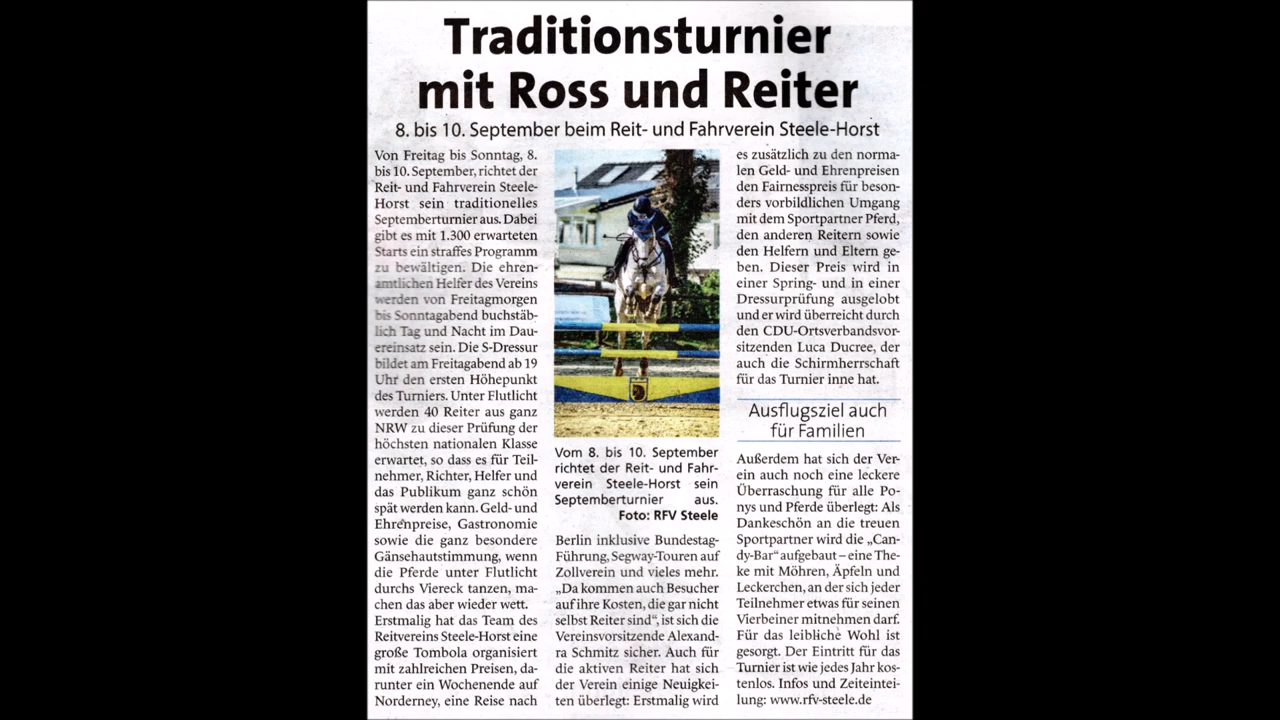 Traditionsturnier
mit Ross und Reiter
8. bis 10. September beim Reit- und Fahrverein Steele-Horst
Von Freitag bis Sonntag, 8.
bis 10. September, richtet der
Reit- und Fahrverein Steele-
Horst sein traditionelles
Septemberturnier aus. Dabei
gibt es mit 1.300 erwarteten
Starts ein straffes Programm
zu bewältigen. Die ehren-
amtlichen Helfer des Vereins
werden von Freitagmorgen
bis Sonntagabend buchstäb-
lich Tag und Nacht im Dau-
ereinsatz sein. Die S-Dressur
bildet am Freitagabend ab 19
Uhr den ersten Höhepunkt
des Turniers. Unter Flutlicht
werden 40 Reiter aus ganz
NRW zu dieser Prüfung der
höchsten nationalen Klasse
erwartet, so dass es für Teil-
nehmer, Richter, Helfer und
das Publikum ganz schön
spät werden kann. Geld- und
Ehrenpreise, Gastronomie
sowie die ganz besondere
Gänsehautstimmung, wenn
die Pferde unter Flutlicht
durchs Viereck tanzen, ma-
chen das aber wieder wett.
Erstmalig hat das Team des
Reitvereins Steele-Horst eine
große Tombola organisiert
mit zahlreichen Preisen, da-
runter ein Wochenende auf
Norderney, eine Reise nach
Vom 8. bis 10. September
richtet der Reit- und Fahr-
verein Steele-Horst sein
Septemberturnier aus.
Foto: RFV Steele
Berlin inklusive Bundestag-
Führung, Segway-Touren auf
Zollverein und vieles mehr.
„Da kommen auch Besucher
auf ihre Kosten, die gar nicht
selbst Reiter sind“, ist sich die
Vereinsvorsitzende Alexand-
ra Schmitz sicher. Auch für
die aktiven Reiter hat sich
der Verein einige Neuigkei-
ten überlegt: Erstmalig wird
es zusätzlich zu den norma-
len Geld- und Ehrenpreisen
den Fairnesspreis für beson-
ders vorbildlichen Umgang
mit dem Sportpartner Pferd,
den anderen Reitern sowie
den Helfern und Eltern ge-
ben. Dieser Preis wird in
einer Spring- und in einer
Dressurprüfung ausgelobt
und er wird überreicht durch
den CDU-Ortsverbandsvor-
sitzenden Luca Ducree, der
auch die Schirmherrschaft
für das Turnier inne hat.
Ausflugsziel auch
für Familien
Außerdem hat sich der Ver-
ein auch noch eine leckere
Überraschung für alle Po-
nys und Pferde überlegt: Als
Dankeschön an die treuen
Sportpartner wird die „Can-
dy-Bar“ aufgebaut – eine The-
ke mit Möhren, Äpfeln und
Leckerchen, an der sich jeder
Teilnehmer etwas für seinen
Vierbeiner mitnehmen darf.
Für das leibliche Wohl ist
gesorgt. Der Eintritt für das
Turnier ist wie jedes Jahr kos-
tenlos. Infos und Zeiteintei-
lung: www.rfv-steele.de